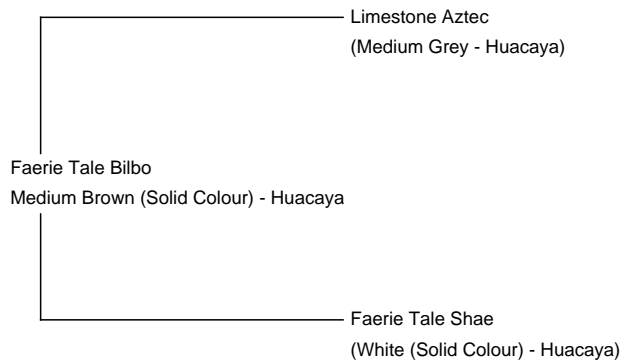 Limestone Aztec
(Medium Grey - Huacaya)
Faerie Tale Bilbo
Medium Brown (Solid Colour) - Huacaya
Faerie Tale Shae
(White (Solid Colour) - Huacaya)